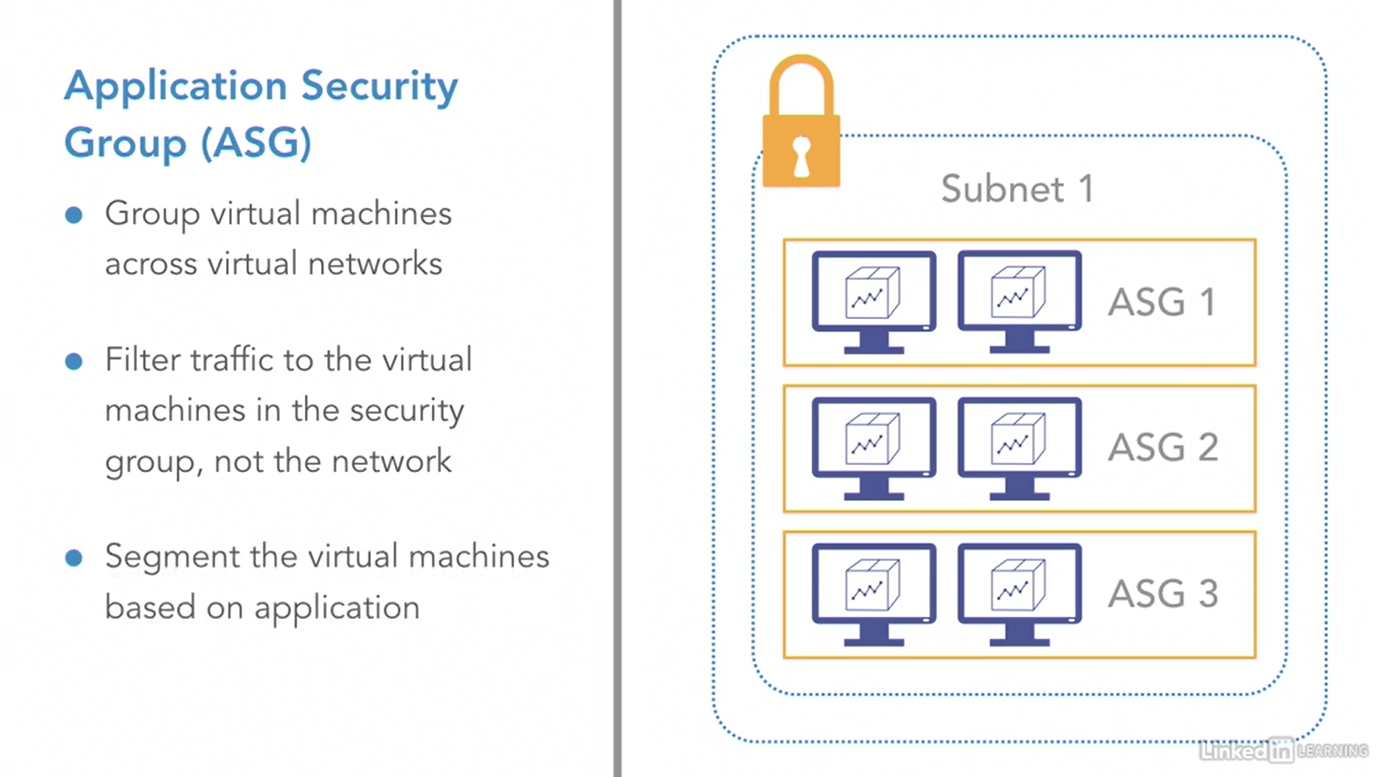 Application Security
Group (ASG)
Group virtual machines
across virtual networks
Filter traffic to the virtual
machines in the security
group, not the network
Segment the virtual machines
based on application
Subnet 1
ASG 1
ASG 2
ASG 3
Linked in LEARNING